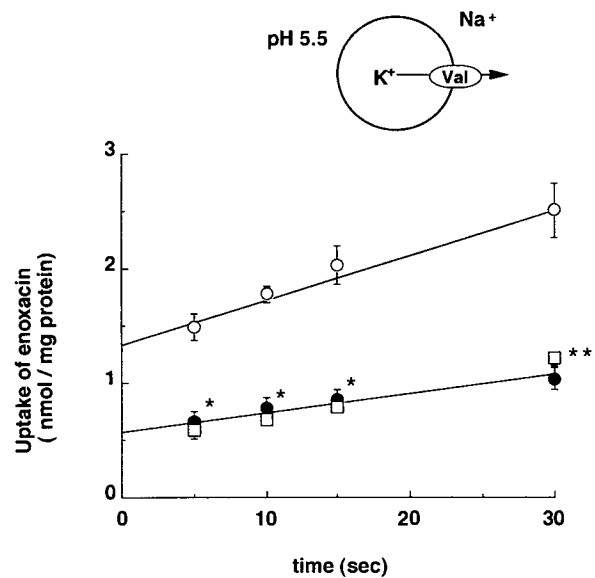 Na+
pH 5.5
K+
Val
3
2
1
0
Uptake of enoxacin
( nmol / mg protein)
*
*
*
**
0
10
20
30
time (sec)